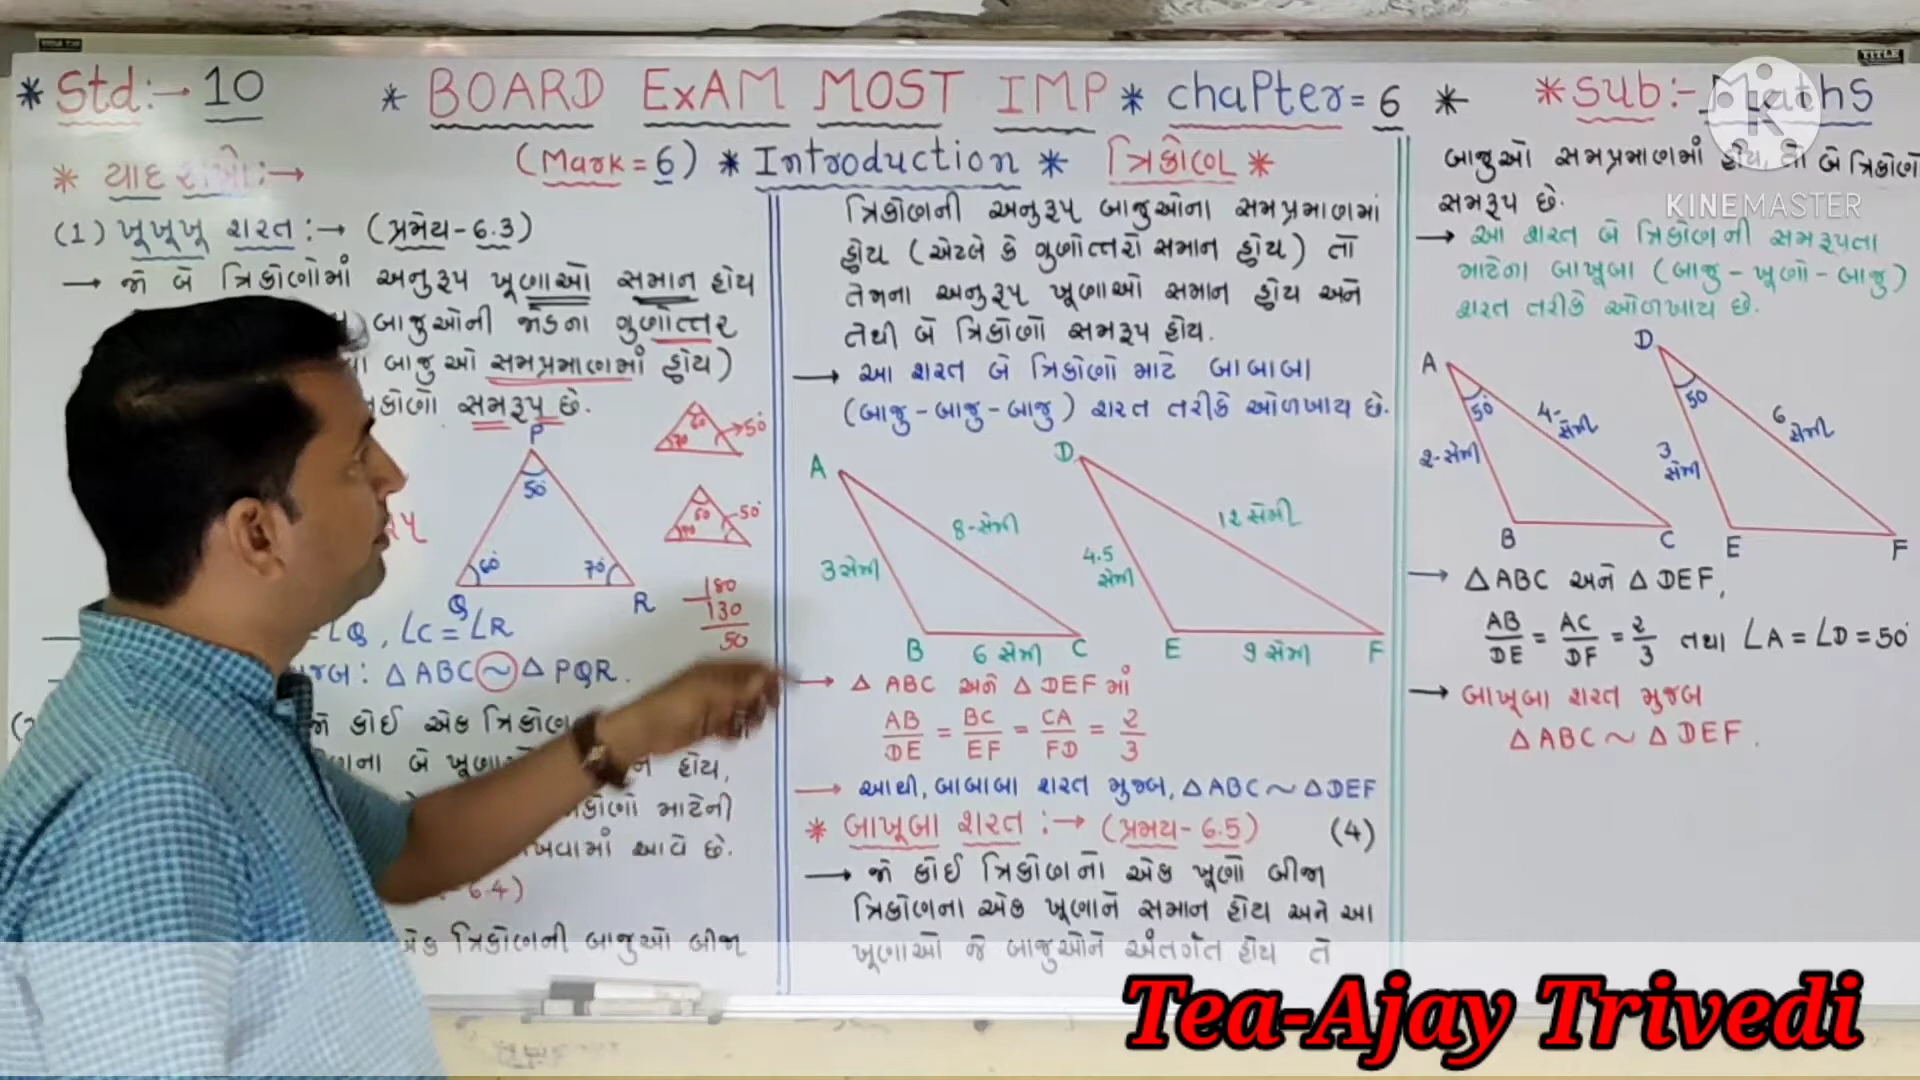 * Std:→ 10 * BOARD ExAM MOST IMP * chaPter = 6 * * Sub:- Maths
(Mark = 6) * Introduction * ત્રિકોણ *
* યાદ રાખો:→
(1) ખૂખૂખૂ શરત:→ (પ્રમેય-6.3)
→ જો બે ત્રિકોણોમાં અનુરૂપ ખૂણાઓ સમાન હોય
બાજુઓની જોડના ગુણોત્તર
બાજુ ઓ સમપ્રમાણમાં હોય)
સમરૂપ છે.
P
50°
60°
70°
Q
R
60
70
50°
60
50°
180
130
50
∠Q, ∠C = ∠R
△ABC ~ △PQR.
જો કોઈ એક ત્રિકોણ
ના બે ખૂણા
હોય,
માટેની
આવે છે.
6.4)
એક ત્રિકોણની બાજુઓ બીજા
ત્રિકોણની અનુરૂપ બાજુઓના સમપ્રમાણમાં
હોય (એટલે કે ગુણોત્તરો સમાન હોય) તો
તેમના અનુરૂપ ખૂણાઓ સમાન હોય અને
તેથી બે ત્રિકોણો સમરૂપ હોય.
→ આ શરત બે ત્રિકોણો માટે બાબાબા
(બાજુ-બાજુ-બાજુ) શરત તરીકે ઓળખાય છે.
A
D
8-સેમી
12 સેમી
3 સેમી
4.5 સેમી
B 6 સેમી C E 9 સેમી F
→ △ ABC અને △ DEF માં
AB/DE = BC/EF = CA/FD = 2/3
→ આથી, બાબાબા શરત મુજબ, △ABC ~ △DEF
* બાખૂબા શરત:→ (પ્રમેય-6.5) (4)
→ જો કોઈ ત્રિકોણનો એક ખૂણો બીજા
ત્રિકોણના એક ખૂણાને સમાન હોય અને આ
ખૂણાઓ જે બાજુઓને અંતર્ગત હોય તે
બાજુઓ સમપ્રમાણમાં હોય, તો બે ત્રિકોણો
સમરૂપ છે.
→ આ શરત બે ત્રિકોણની સમરૂપતા
માટેના બાખૂબા (બાજુ-ખૂણો-બાજુ)
શરત તરીકે ઓળખાય છે.
A
D
50°
50
4-સેમી
6 સેમી
2-સેમી
3 સેમી
B C E F
→ △ABC અને △DEF,
AB/DE = AC/DF = 2/3 તથા ∠A = ∠D = 50°
→ બાખૂબા શરત મુજબ
△ABC ~ △DEF.
K
KINEMASTER
TITLE
Tea-Ajay Trivedi